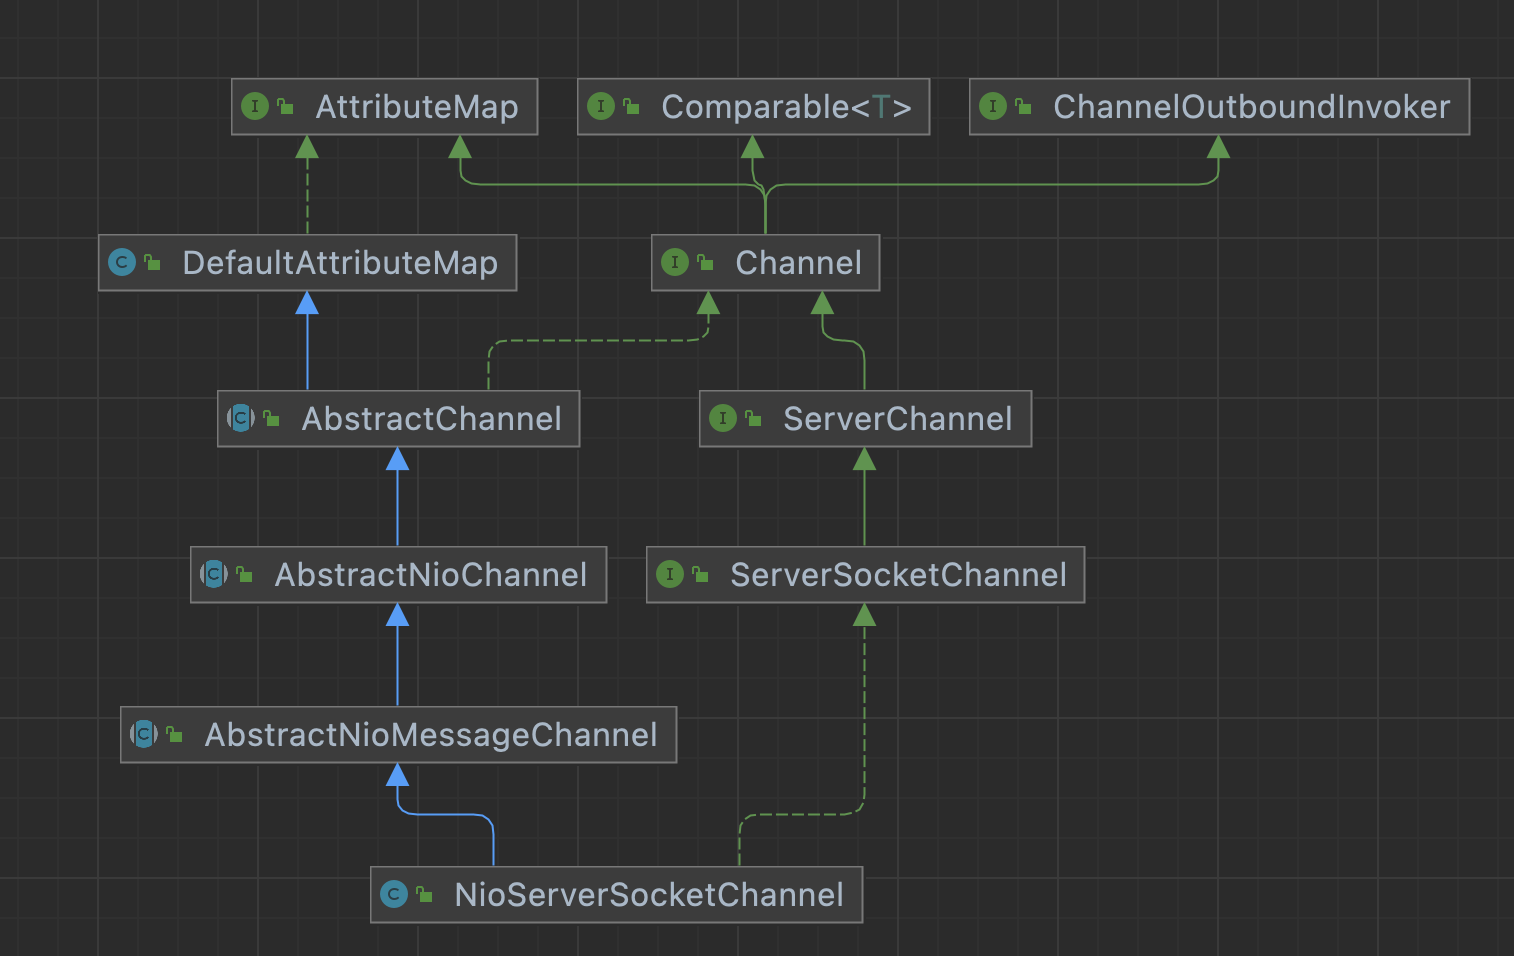 AttributeMap
Comparable<T>
ChannelOutboundInvoker
DefaultAttributeMap
Channel
AbstractChannel
ServerChannel
AbstractNioChannel
ServerSocketChannel
AbstractNioMessageChannel
NioServerSocketChannel